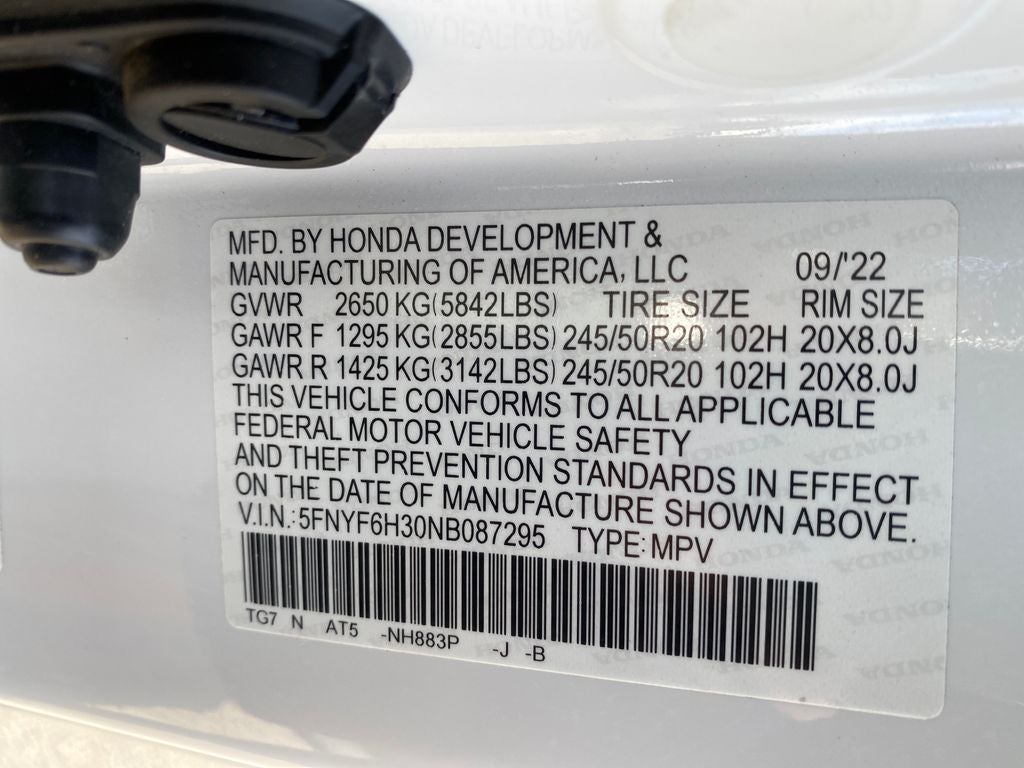 MFD. BY HONDA DEVELOPMENT &
MANUFACTURING OF AMERICA, LLC 09/'22
GVWR 2650 KG(5842LBS) TIRE SIZE RIM SIZE
GAWR F 1295 KG(2855LBS) 245/50R20 102H 20X8.0J
GAWR R 1425 KG(3142LBS) 245/50R20 102H 20X8.0J
THIS VEHICLE CONFORMS TO ALL APPLICABLE
FEDERAL MOTOR VEHICLE SAFETY
AND THEFT PREVENTION STANDARDS IN EFFECT
ON THE DATE OF MANUFACTURE SHOWN ABOVE.
V.I.N.:5FNYF6H30NB087295 TYPE:MPV
TG7 N AT5 -NH883P -J -B